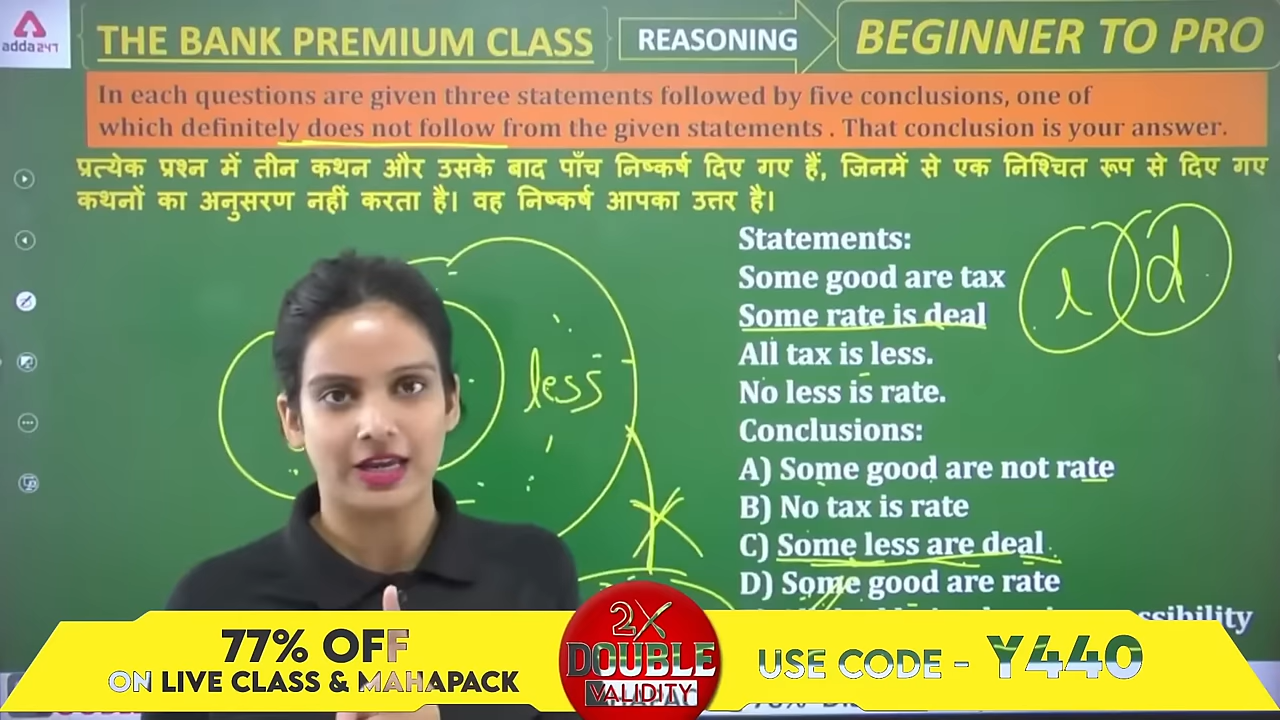 adda247
THE BANK PREMIUM CLASS
REASONING
BEGINNER TO PRO
In each questions are given three statements followed by five conclusions, one of
which definitely does not follow from the given statements . That conclusion is your answer.
प्रत्येक प्रश्न में तीन कथन और उसके बाद पाँच निष्कर्ष दिए गए हैं, जिनमें से एक निश्चित रूप से दिए गए
कथनों का अनुसरण नहीं करता है। वह निष्कर्ष आपका उत्तर है।
Statements:
Some good are tax
Some rate is deal
All tax is less.
No less is rate.
Conclusions:
A) Some good are not rate
B) No tax is rate
C) Some less are deal
D) Some good are rate
less
d
77% OFF
ON LIVE CLASS & MAHAPACK
2X
DOUBLE
VALIDITY
USE CODE - Y440